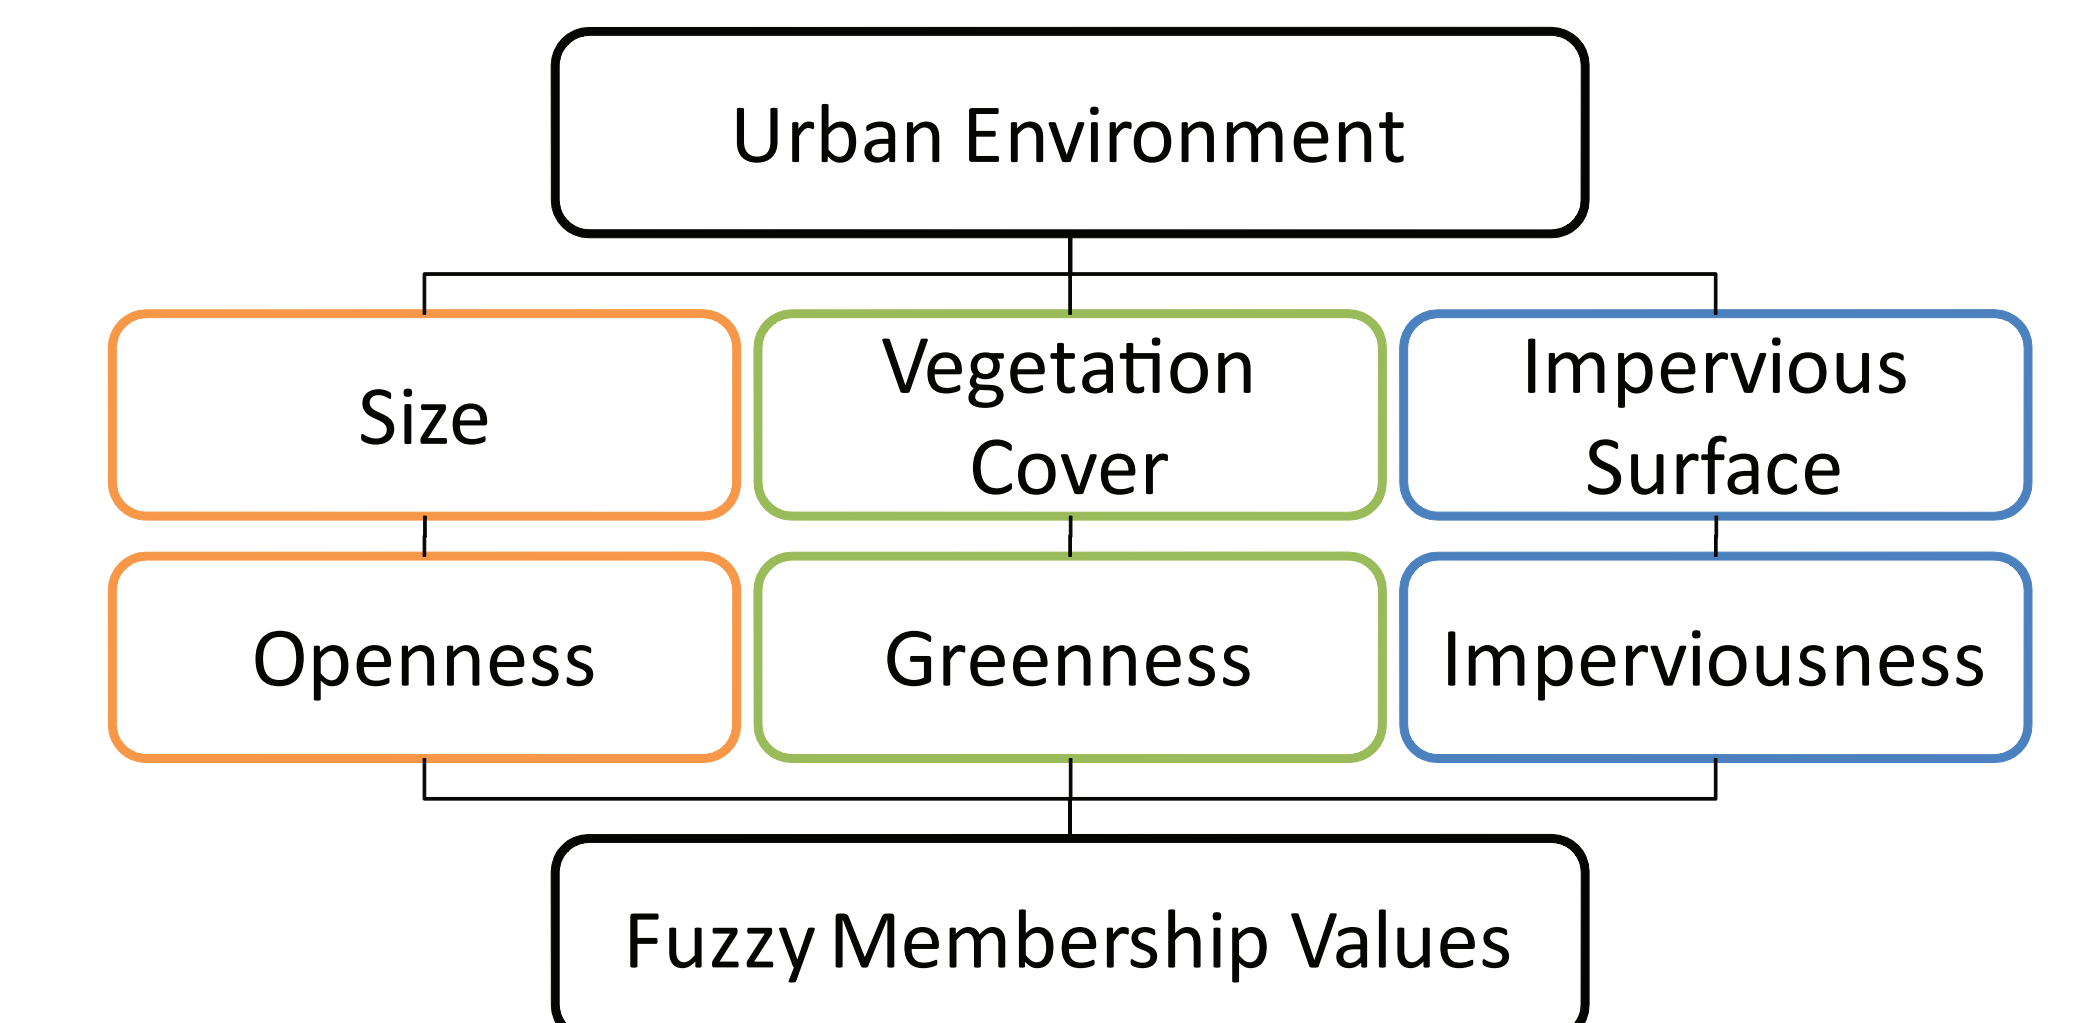 Urban Environment
Size
Vegetation
Cover
Impervious
Surface
Openness
Greenness
Imperviousness
Fuzzy Membership Values